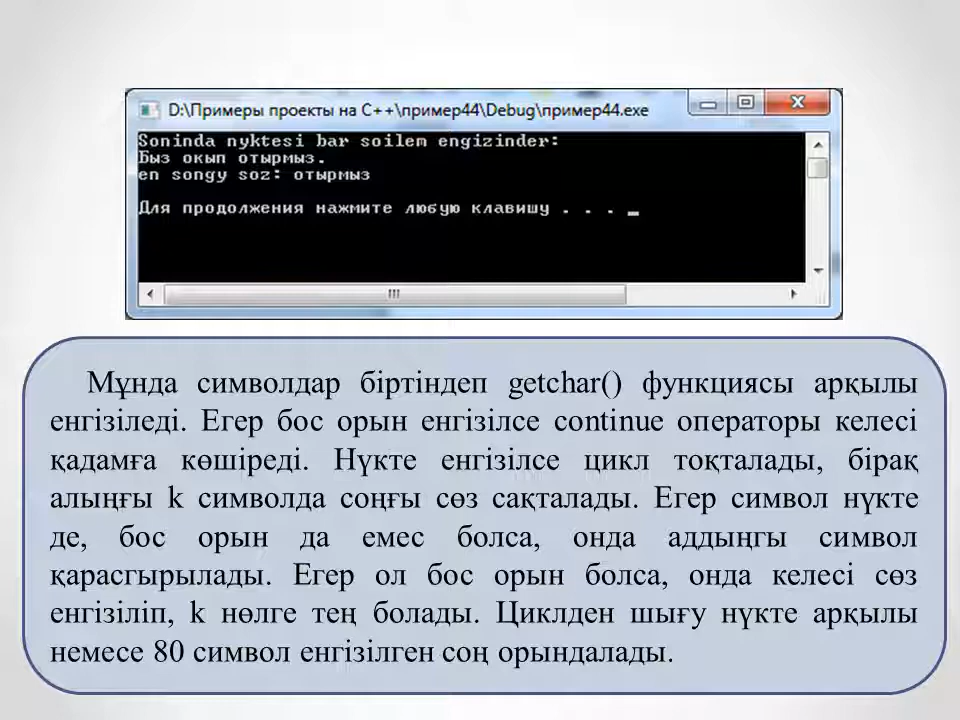 D:\Примеры проекты на C++\пример44\Debug\пример44.exe
Soninda nyktesi bar soilem engizinder:
Быз окып отырмыз.
en songy soz: отырмыз
Для продолжения нажмите любую клавишу . . . _
Мұнда символдар біртіндеп getchar() функциясы арқылы
енгізіледі. Егер бос орын енгізілсе continue операторы келесі
қадамға көшіреді. Нүкте енгізілсе цикл тоқталады, бірақ
алыңғы k символда соңғы сөз сақталады. Егер символ нүкте
де, бос орын да емес болса, онда аддыңгы символ
қарасгырылады. Егер ол бос орын болса, онда келесі сөз
енгізіліп, k нөлге тең болады. Циклден шығу нүкте арқылы
немесе 80 символ енгізілген соң орындалады.